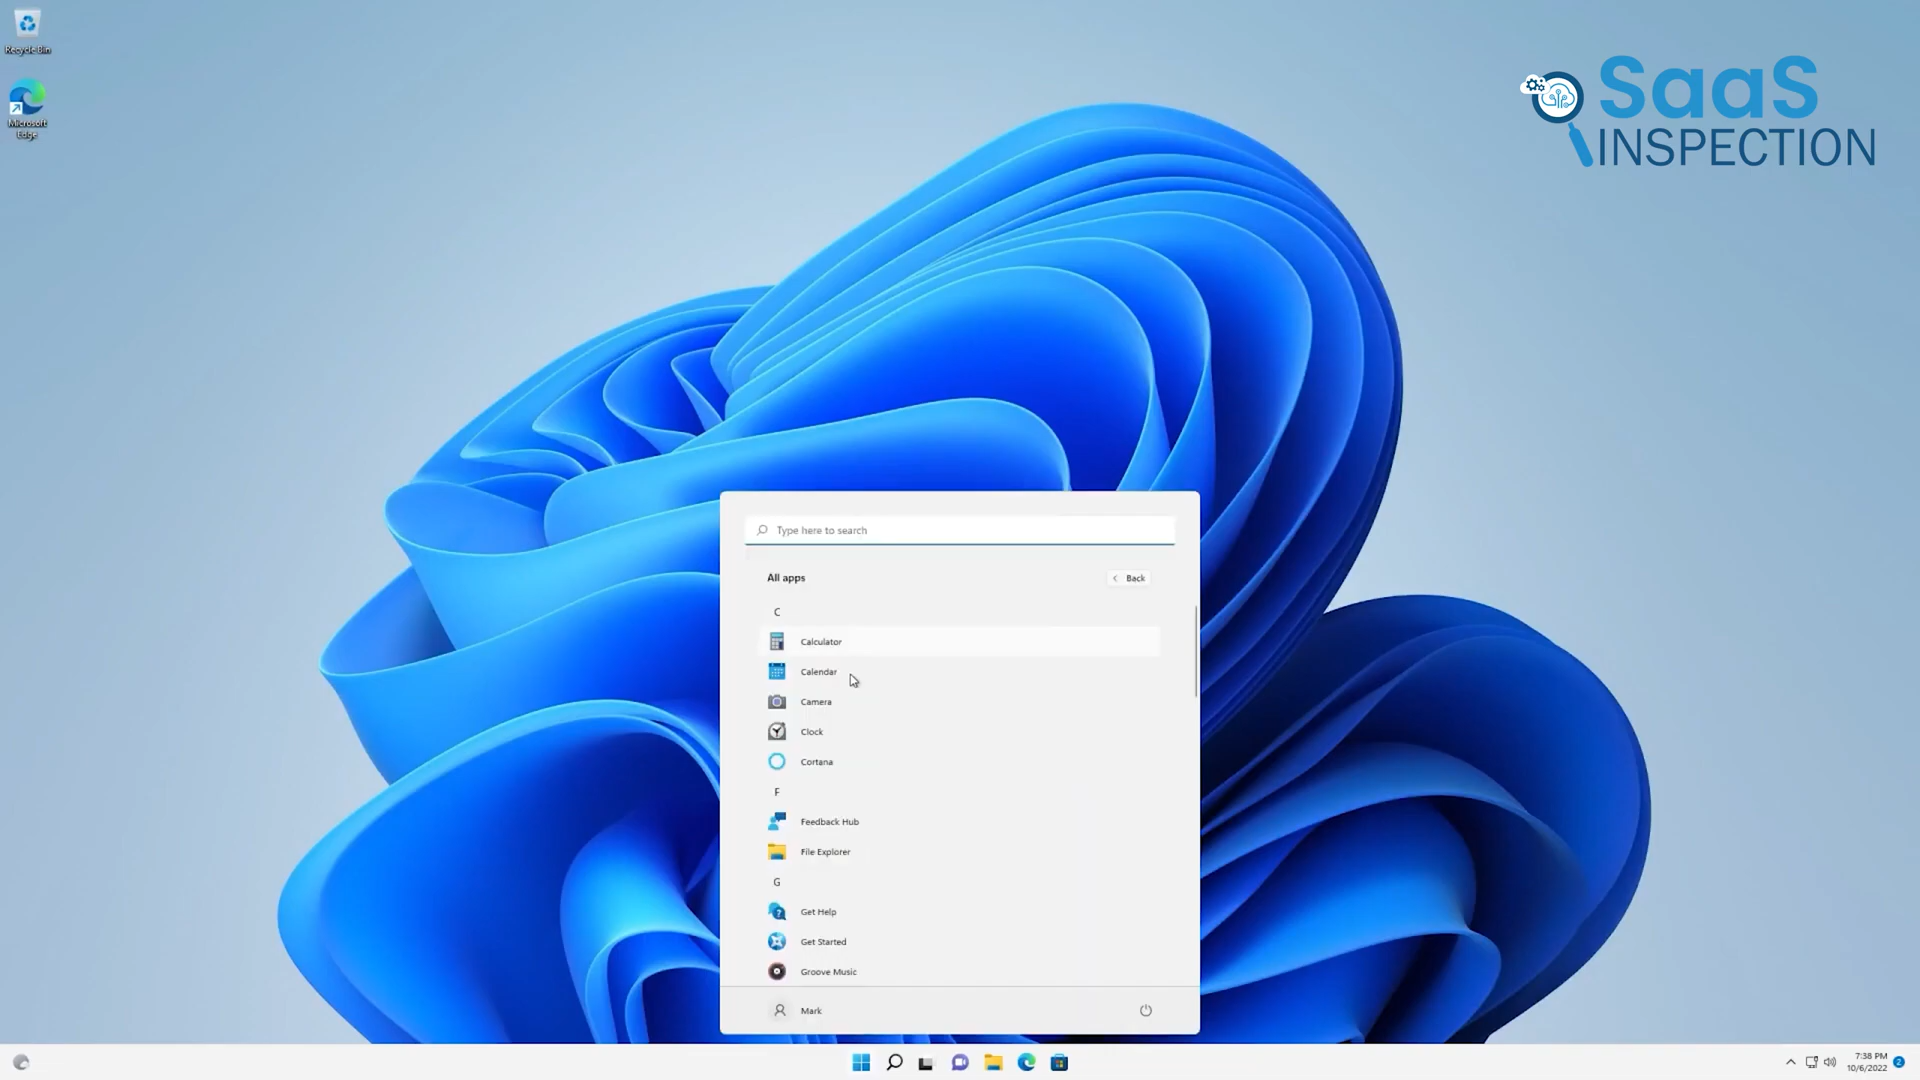 Recycle Bin
Microsoft
Edge
SaaS
INSPECTION
Type here to search
All apps
Back
C
Calculator
Calendar
Camera
Clock
Cortana
F
Feedback Hub
File Explorer
G
Get Help
Get Started
Groove Music
Mark
7:38 PM
10/6/2022
2